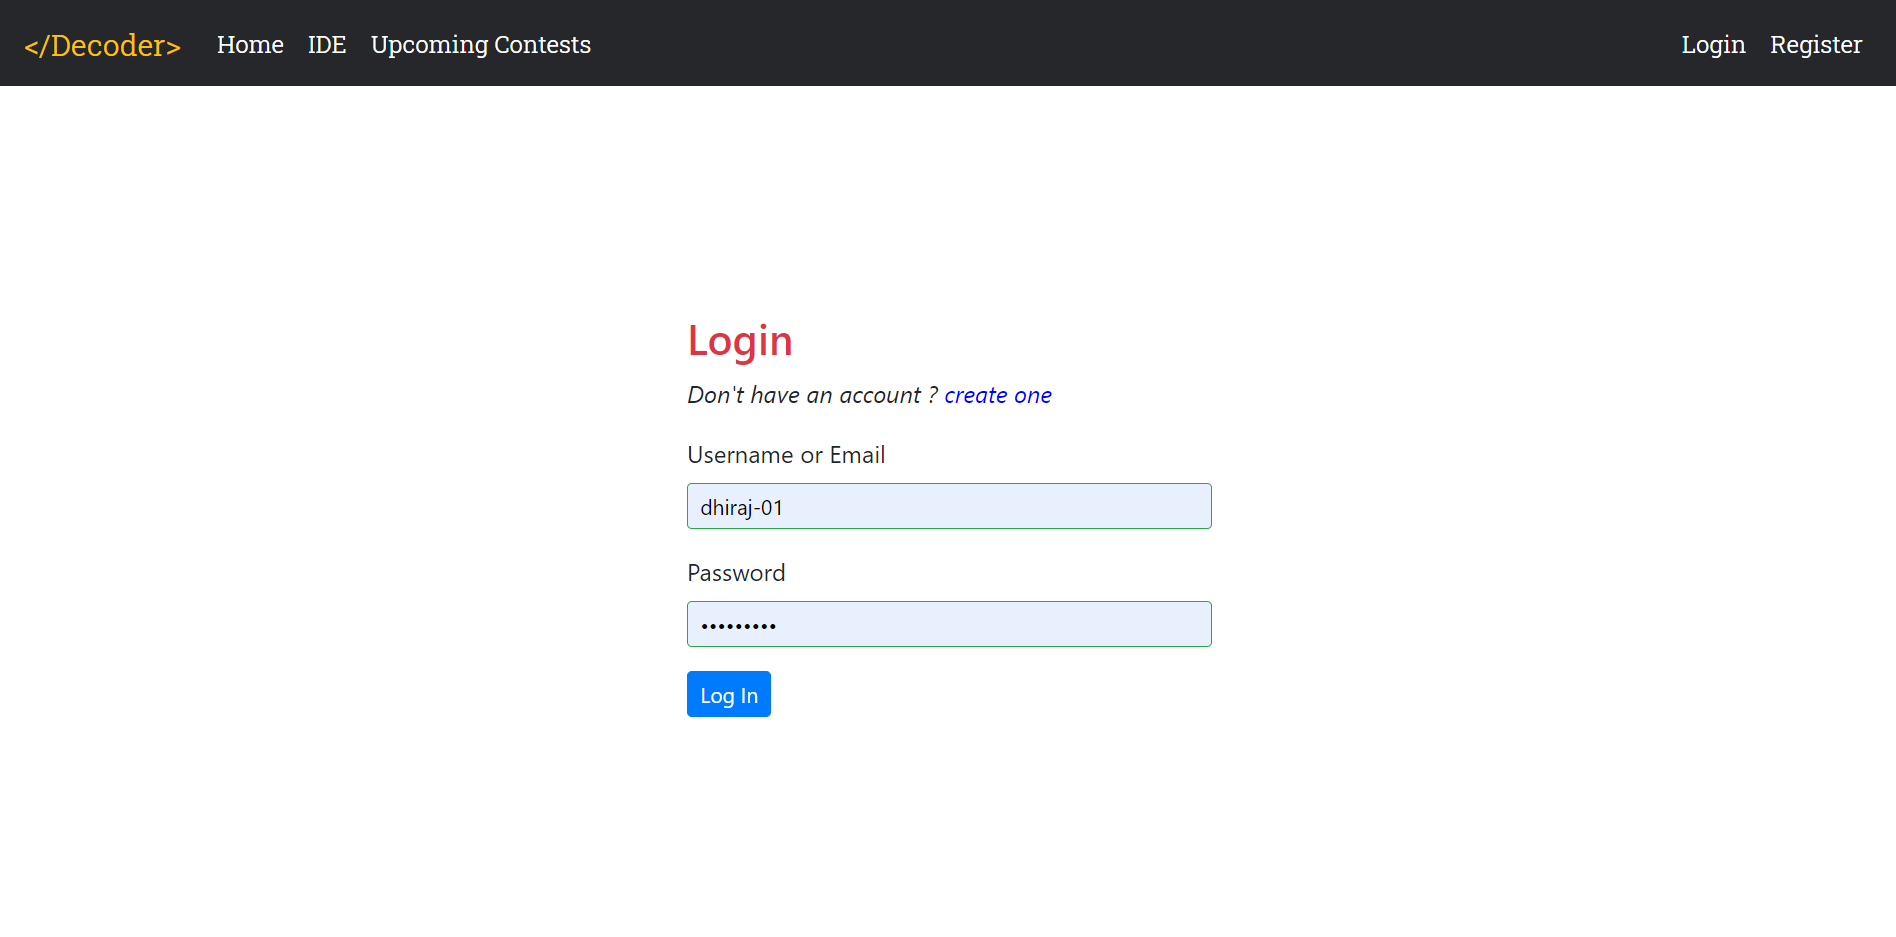 </Decoder> Home IDE Upcoming Contests Login Register
Login
Don't have an account ? create one
Username or Email
dhiraj-01
Password
•••••••••
Log In